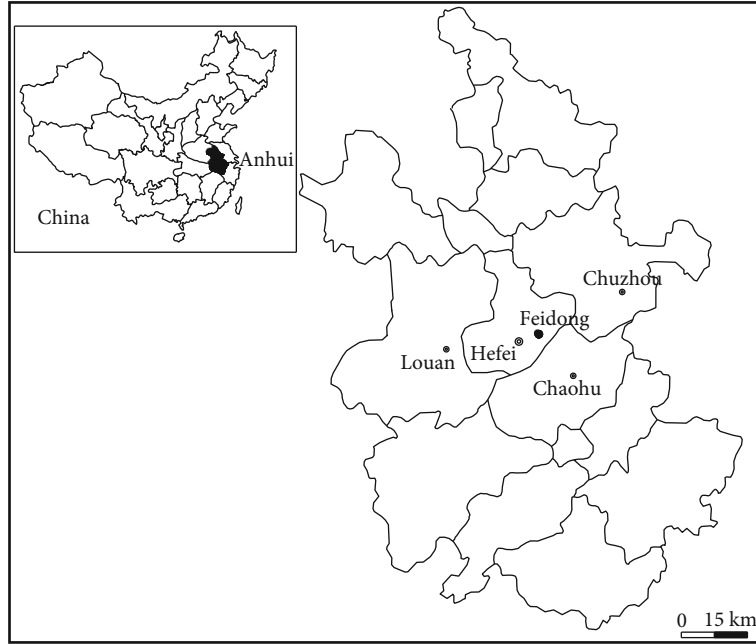 Anhui
China
Chuzhou
Feidong
Hefei
Louan
Chaohu
0 15 km